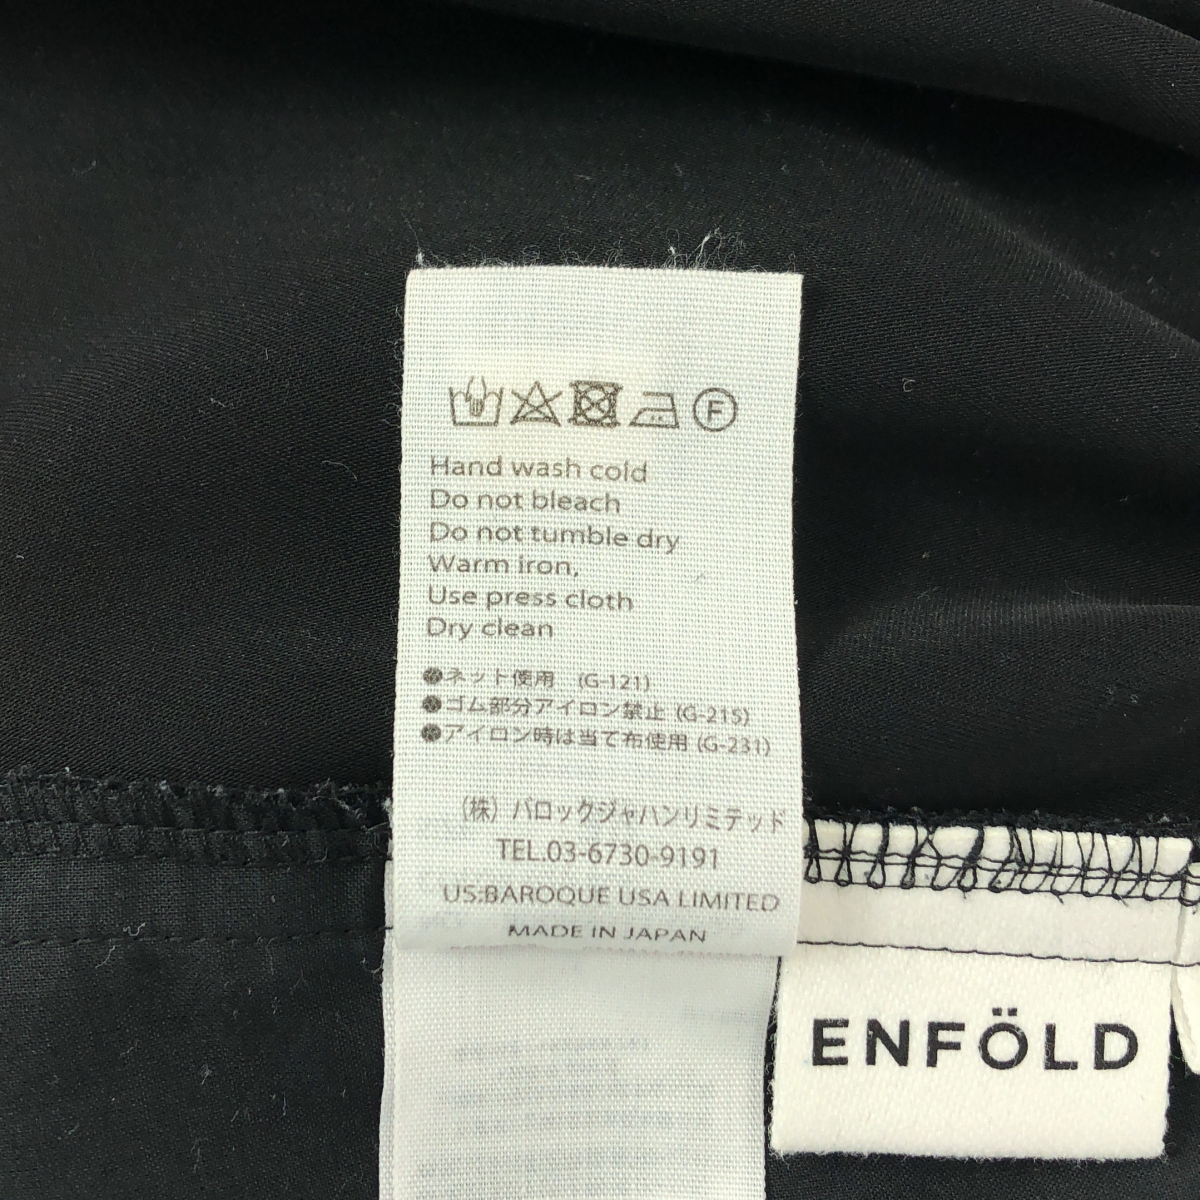 F
Hand wash cold
Do not bleach
Do not tumble dry
Warm iron,
Use press cloth
Dry clean
●ネット使用 (G-121)
●ゴム部分アイロン禁止 (G-215)
●アイロン時は当て布使用 (G-231)
(株) バロックジャパンリミテッド
TEL.03-6730-9191
US:BAROQUE USA LIMITED
MADE IN JAPAN
ENFÖLD